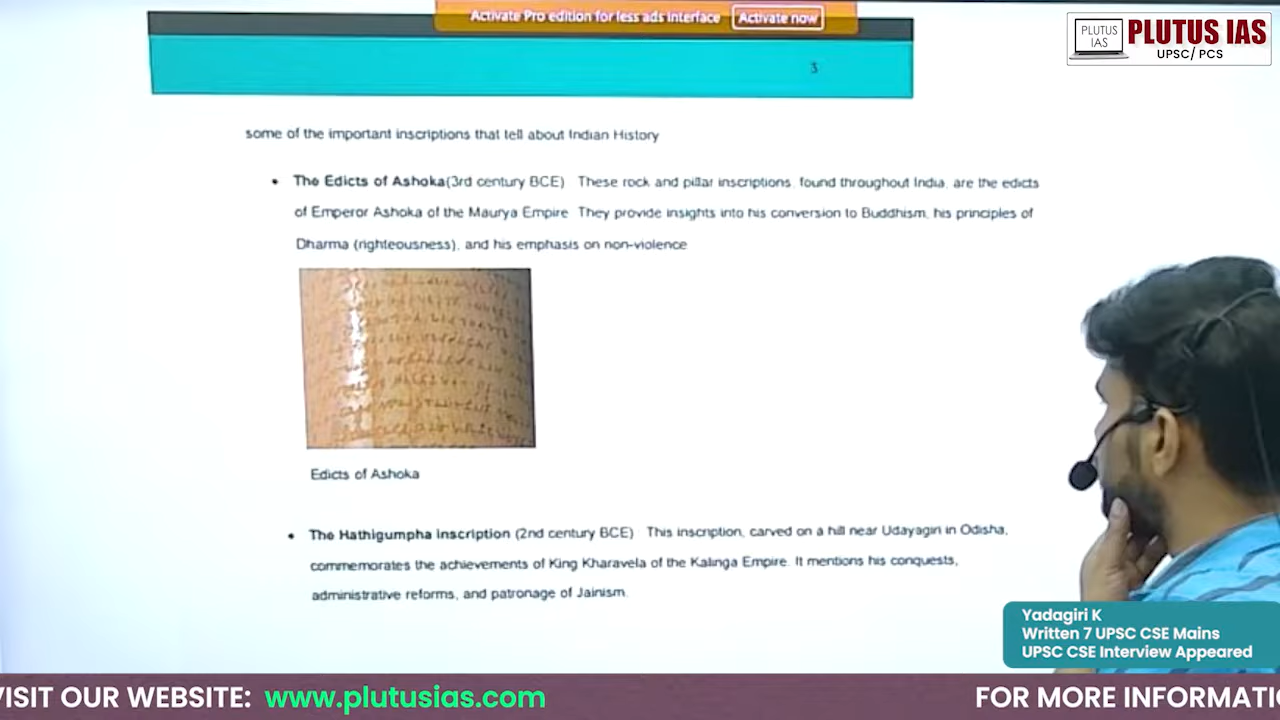 Activate Pro edition for less ads interface Activate now
PLUTUS IAS
PLUTUS IAS
UPSC/ PCS
3
some of the important inscriptions that tell about Indian History
• The Edicts of Ashoka(3rd century BCE) These rock and pillar inscriptions, found throughout India, are the edicts
of Emperor Ashoka of the Maurya Empire They provide insights into his conversion to Buddhism, his principles of
Dharma (righteousness), and his emphasis on non-violence
Edicts of Ashoka
• The Hathigumpha inscription (2nd century BCE) This inscription, carved on a hill near Udayagiri in Odisha,
commemorates the achievements of King Kharavela of the Kalinga Empire. It mentions his conquests,
administrative reforms, and patronage of Jainism.
Yadagiri K
Written 7 UPSC CSE Mains
UPSC CSE Interview Appeared
VISIT OUR WEBSITE: www.plutusias.com
FOR MORE INFORMATIO